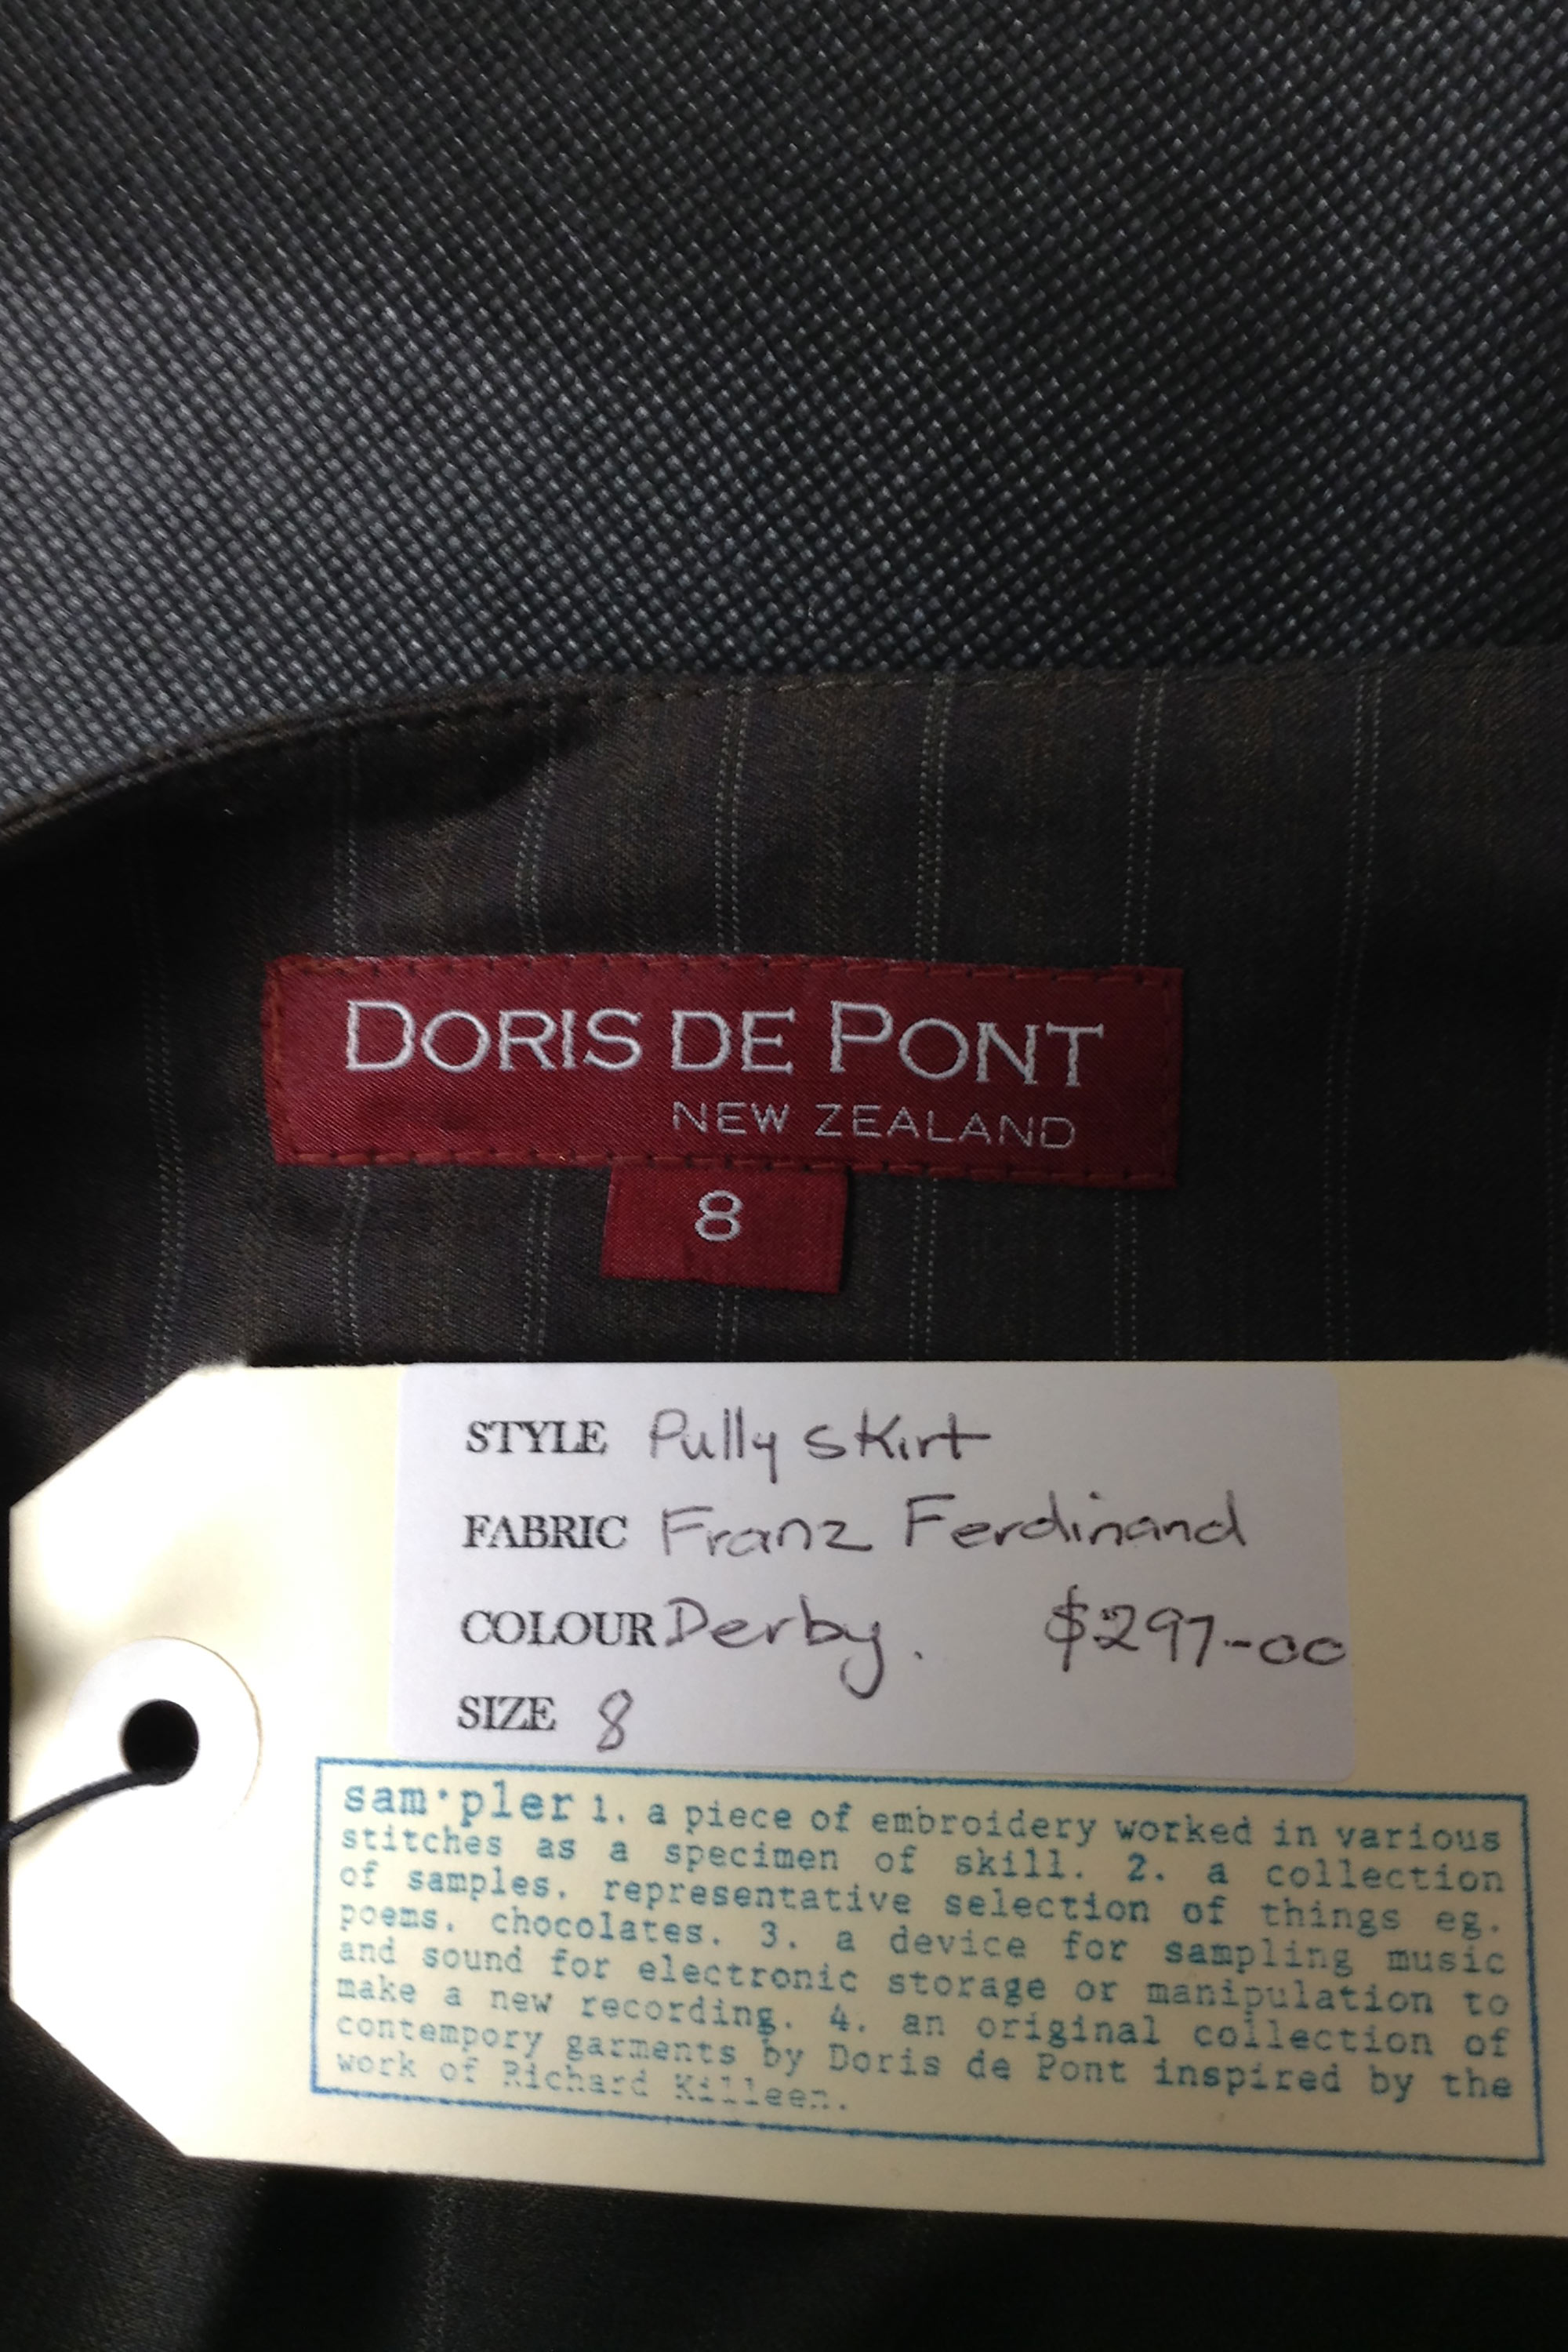 DORIS DE PONT
NEW ZEALAND
8
STYLE Pully skirt
FABRIC Franz Ferdinand
COLOUR Derby. $297-00
SIZE 8
sam·pler 1. a piece of embroidery worked in various
stitches as a specimen of skill. 2. a collection
of samples. representative selection of things eg.
poems. chocolates. 3. a device for sampling music
and sound for electronic storage or manipulation to
make a new recording. 4. an original collection of
contempory garments by Doris de Pont inspired by the
work of Richard Killeen.